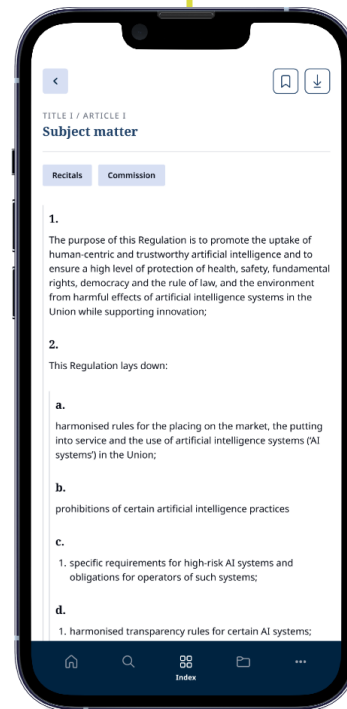 TITLE I / ARTICLE I
Subject matter
Recitals
Commission
1.
The purpose of this Regulation is to promote the uptake of
human-centric and trustworthy artificial intelligence and to
ensure a high level of protection of health, safety, fundamental
rights, democracy and the rule of law, and the environment
from harmful effects of artificial intelligence systems in the
Union while supporting innovation;
2.
This Regulation lays down:
a.
harmonised rules for the placing on the market, the putting
into service and the use of artificial intelligence systems (‘AI
systems’) in the Union;
b.
prohibitions of certain artificial intelligence practices
c.
1. specific requirements for high-risk AI systems and
obligations for operators of such systems;
d.
1. harmonised transparency rules for certain AI systems;
Index